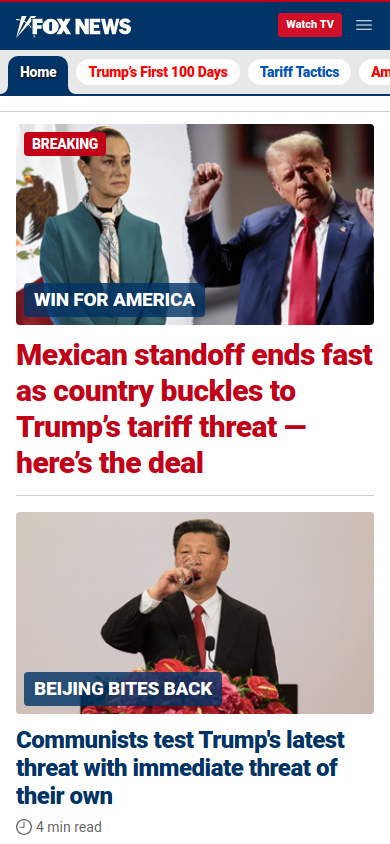 FOX NEWS
Watch TV
Home
Trump's First 100 Days
Tariff Tactics
Am
BREAKING
WIN FOR AMERICA
Mexican standoff ends fast
as country buckles to
Trump’s tariff threat —
here’s the deal
BEIJING BITES BACK
Communists test Trump's latest
threat with immediate threat of
their own
4 min read